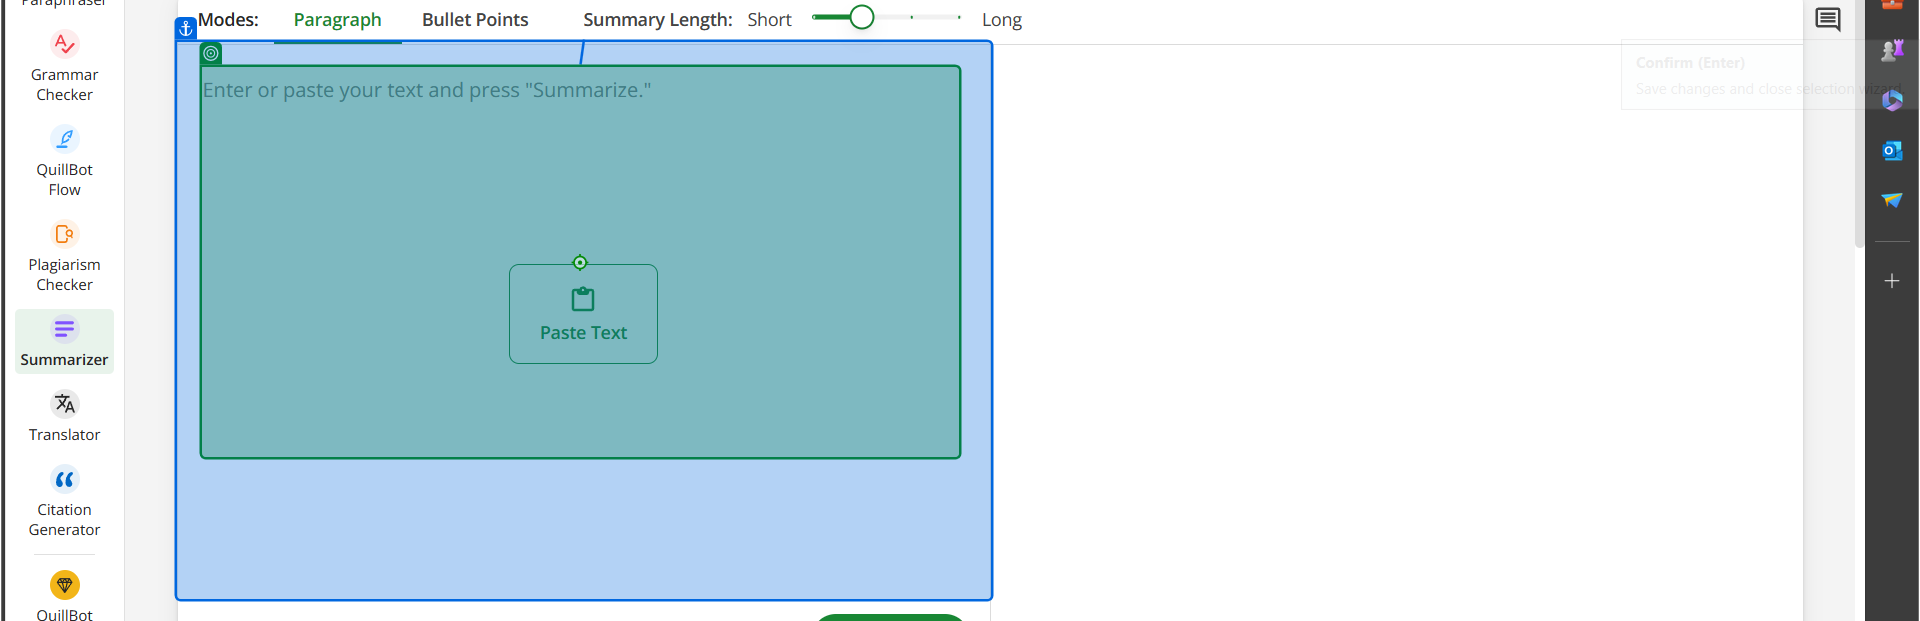 Paraphraser
Grammar
Checker
QuillBot
Flow
Plagiarism
Checker
Summarizer
Translator
Citation
Generator
QuillBot
Modes: Paragraph Bullet Points Summary Length: Short Long
Enter or paste your text and press "Summarize."
Paste Text
Confirm (Enter)
Save changes and close selection wizard